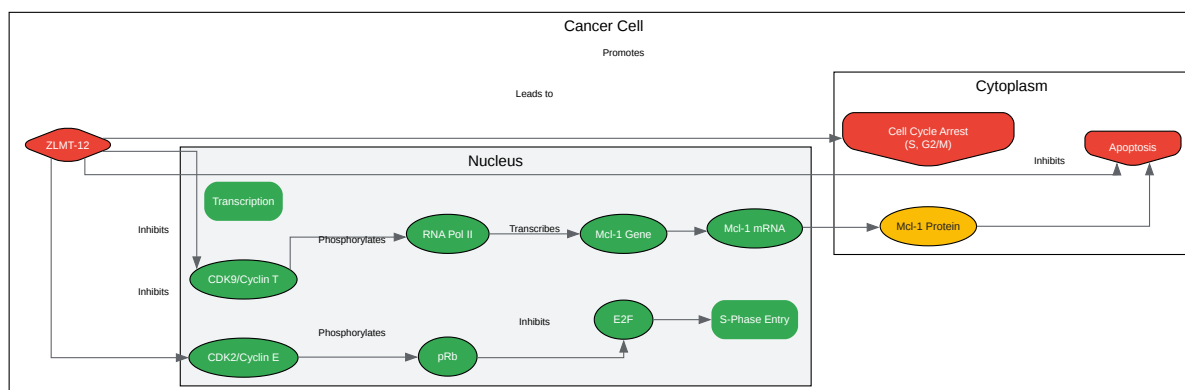 Cancer Cell
Promotes
Cytoplasm
Leads to
Cell Cycle Arrest
(S, G2/M)
ZLMT-12
Apoptosis
Nucleus
Inhibits
Transcription
Inhibits
Phosphorylates
RNA Pol II
Transcribes
Mcl-1 Gene
Mcl-1 mRNA
Mcl-1 Protein
CDK9/Cyclin T
Inhibits
Phosphorylates
Inhibits
E2F
S-Phase Entry
CDK2/Cyclin E
pRb